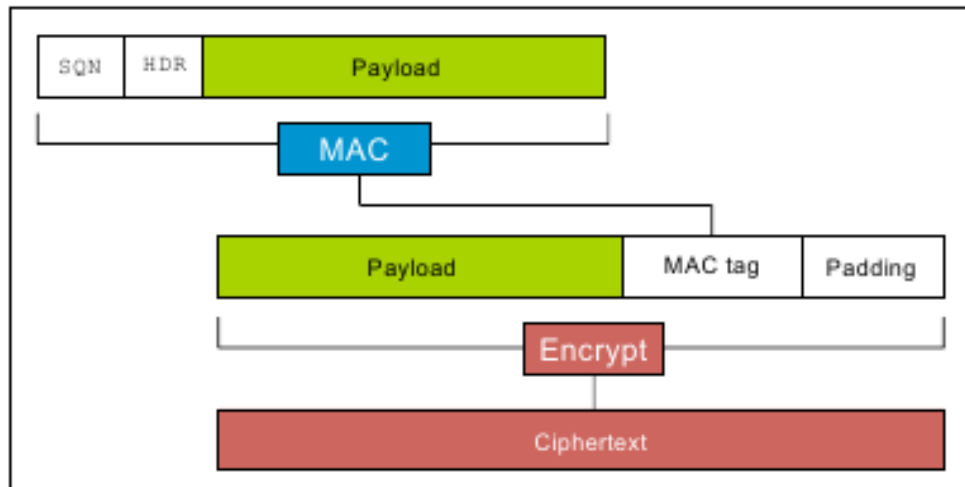 SQN HDR Payload
MAC
Payload MAC tag Padding
Encrypt
Ciphertext